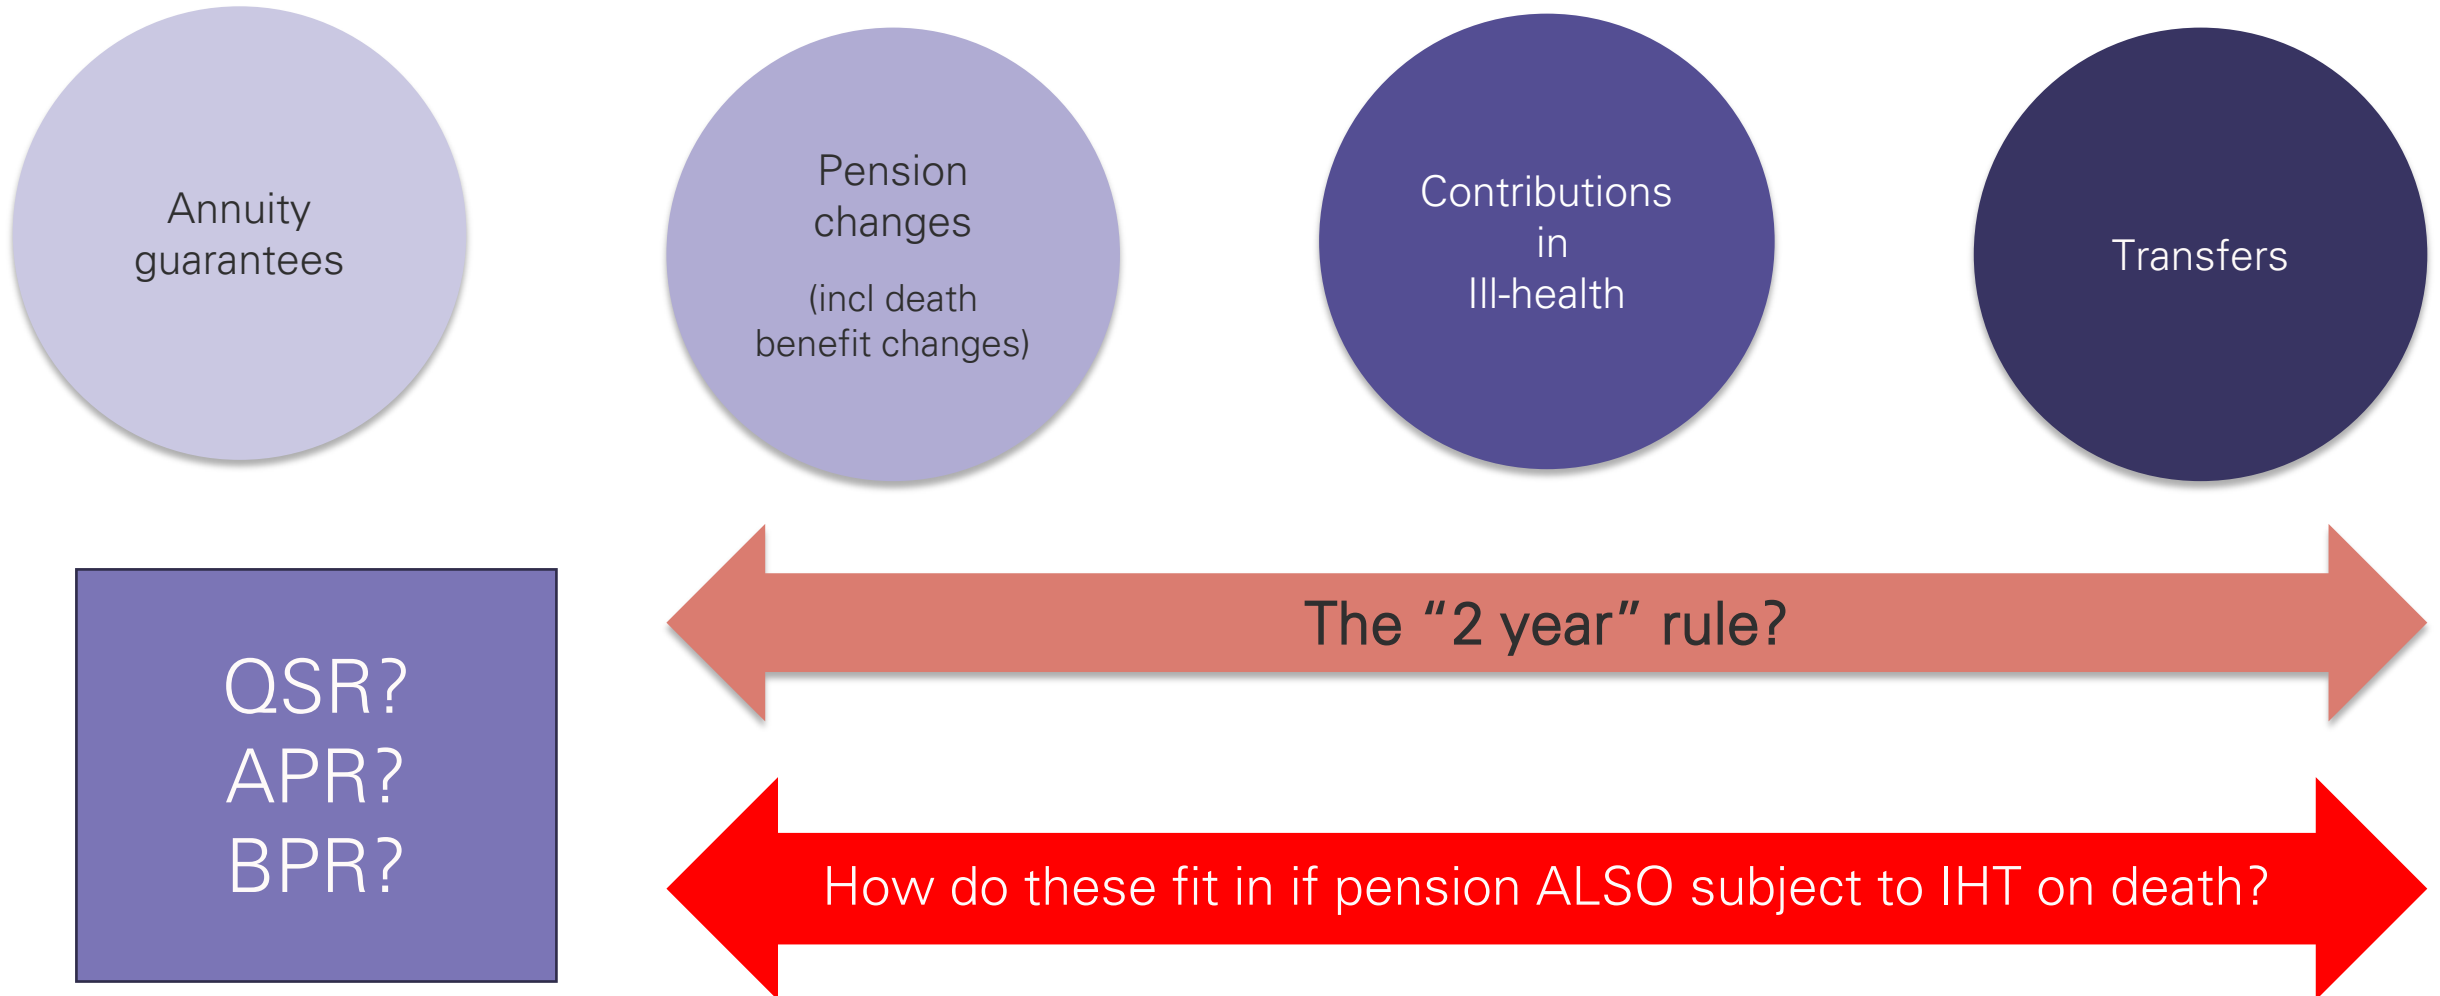 Annuity
guarantees
Pension
changes
(incl death
benefit changes)
Contributions
in
Ill-health
Transfers
The “2 year” rule?
QSR?
APR?
BPR?
How do these fit in if pension ALSO subject to IHT on death?